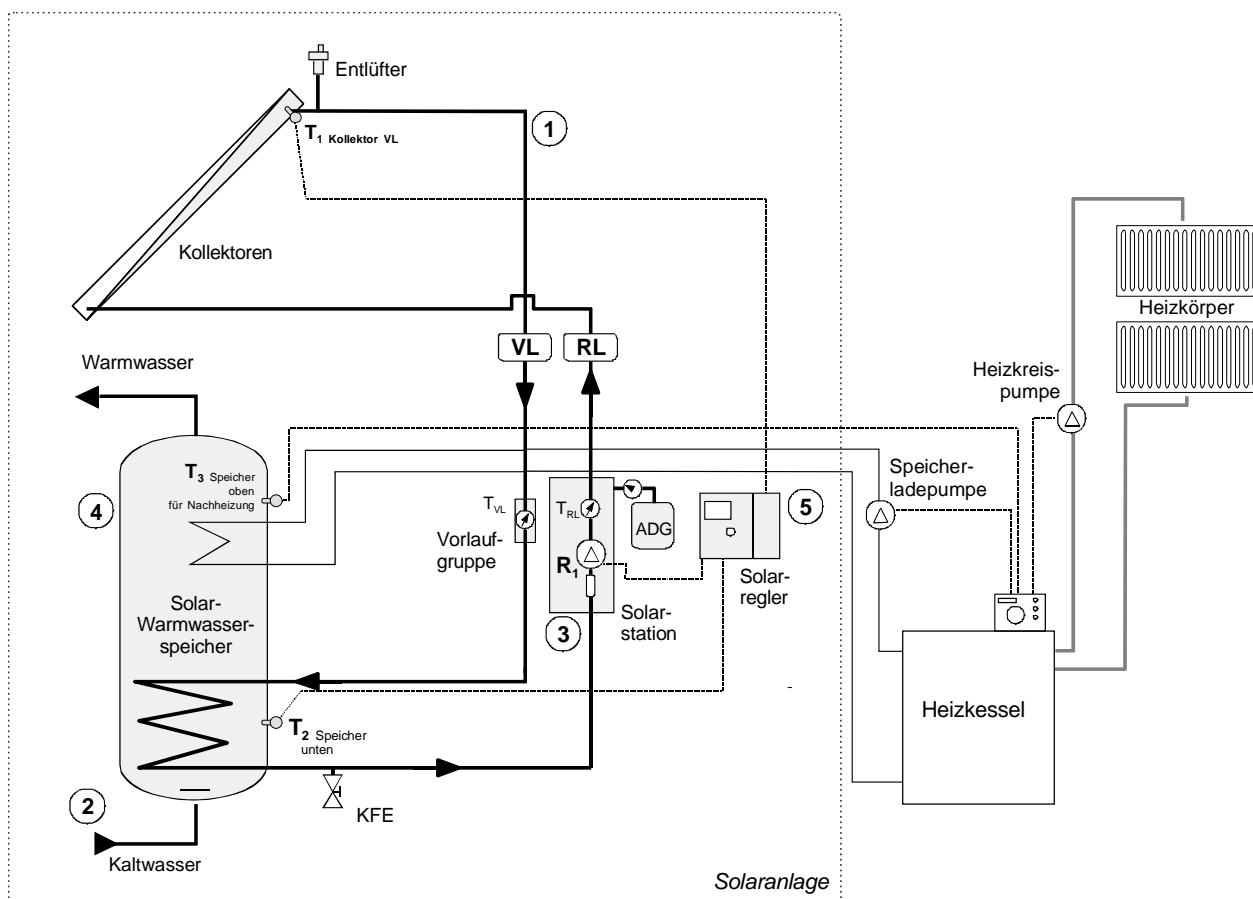 Entlüfter
1
T1 Kollektor VL
Kollektoren
Heizkörper
VL
RL
Warmwasser
Heizkreis-
pumpe
T3 Speicher
oben
für Nachheizung
4
TVL
Vorlauf-
gruppe
TRL
ADG
R1
5
Speicher-
ladepumpe
Solar-
regler
Solar-
station
3
Solar-
Warmwasser-
speicher
Heizkessel
T2 Speicher
unten
2
KFE
Kaltwasser
Solaranlage